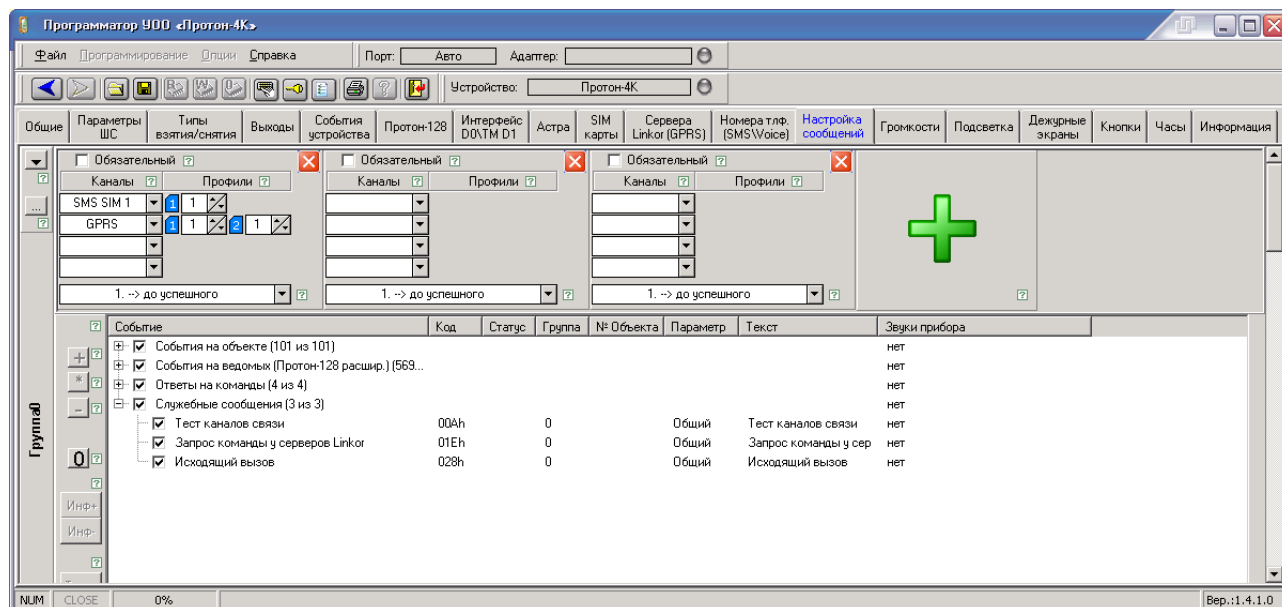 Программатор УОО «Протон-4К»
Файл Программирование Опции Справка Порт: Авто Адаптер:
Устройство: Протон-4К
Общие Параметры ШС Типы взятия/снятия Выходы События устройства Протон-128 Интерфейс D0\TM D1 Астра SIM карты Сервера Linkor (GPRS) Номера тлф. (SMS\Voice) Настройка сообщений Громкости Подсветка Дежурные экраны Кнопки Часы Информация
Обязательный ? Обязательный ? Обязательный ?
Каналы ? Профили ? Каналы ? Профили ? Каналы ? Профили ?
SMS SIM 1 1 1
GPRS 1 1 2 1
1. --> до успешного ? 1. --> до успешного ? 1. --> до успешного ? ?
Событие Код Статус Группа № Объекта Параметр Текст Звуки прибора
События на объекте (101 из 101) нет
События на ведомых (Протон-128 расшир.) (569... нет
Ответы на команды (4 из 4) нет
Служебные сообщения (3 из 3) нет
Тест каналов связи 00Ah 0 Общий Тест каналов связи нет
Запрос команды у серверов Linkor 01Eh 0 Общий Запрос команды у сер нет
Исходящий вызов 028h 0 Общий Исходящий вызов нет
Группа0
+ ?
* ?
- ?
0 ?
?
Инф+
Инф-
?
NUM CLOSE 0% Вер.:1.4.1.0